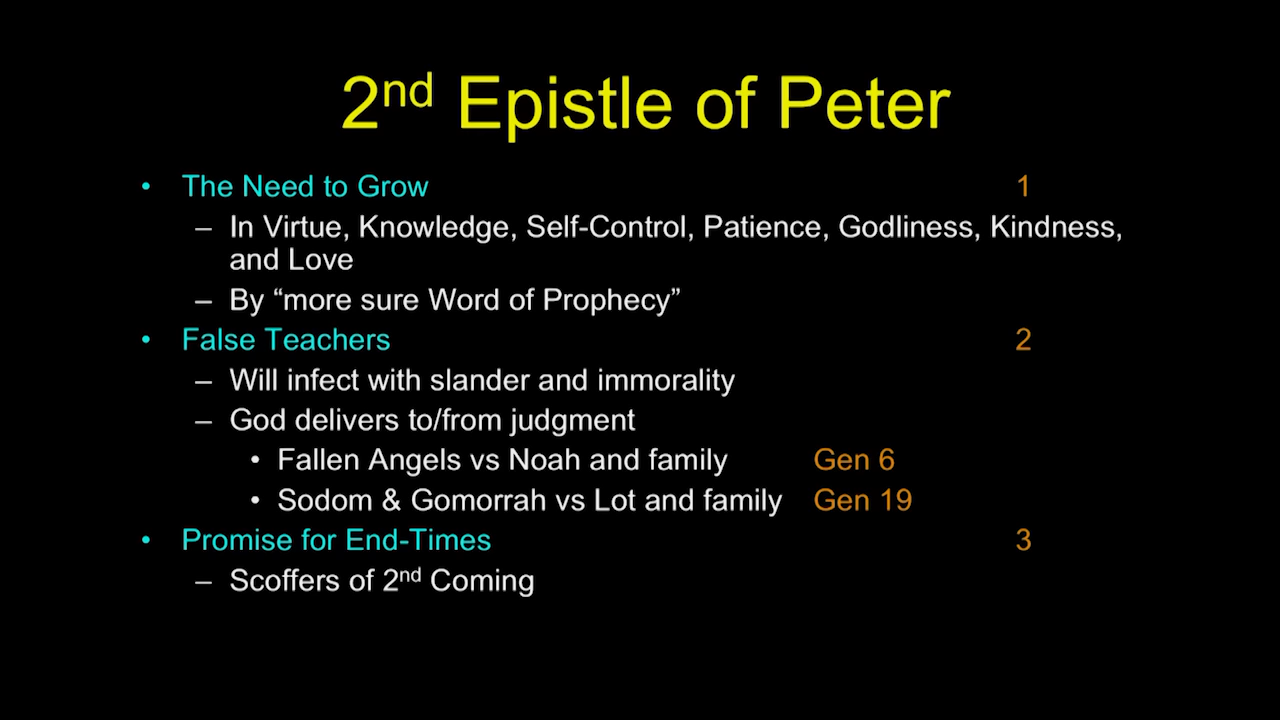 2nd Epistle of Peter
• The Need to Grow 1
– In Virtue, Knowledge, Self-Control, Patience, Godliness, Kindness,
and Love
– By “more sure Word of Prophecy”
• False Teachers 2
– Will infect with slander and immorality
– God delivers to/from judgment
• Fallen Angels vs Noah and family Gen 6
• Sodom & Gomorrah vs Lot and family Gen 19
• Promise for End-Times 3
– Scoffers of 2nd Coming